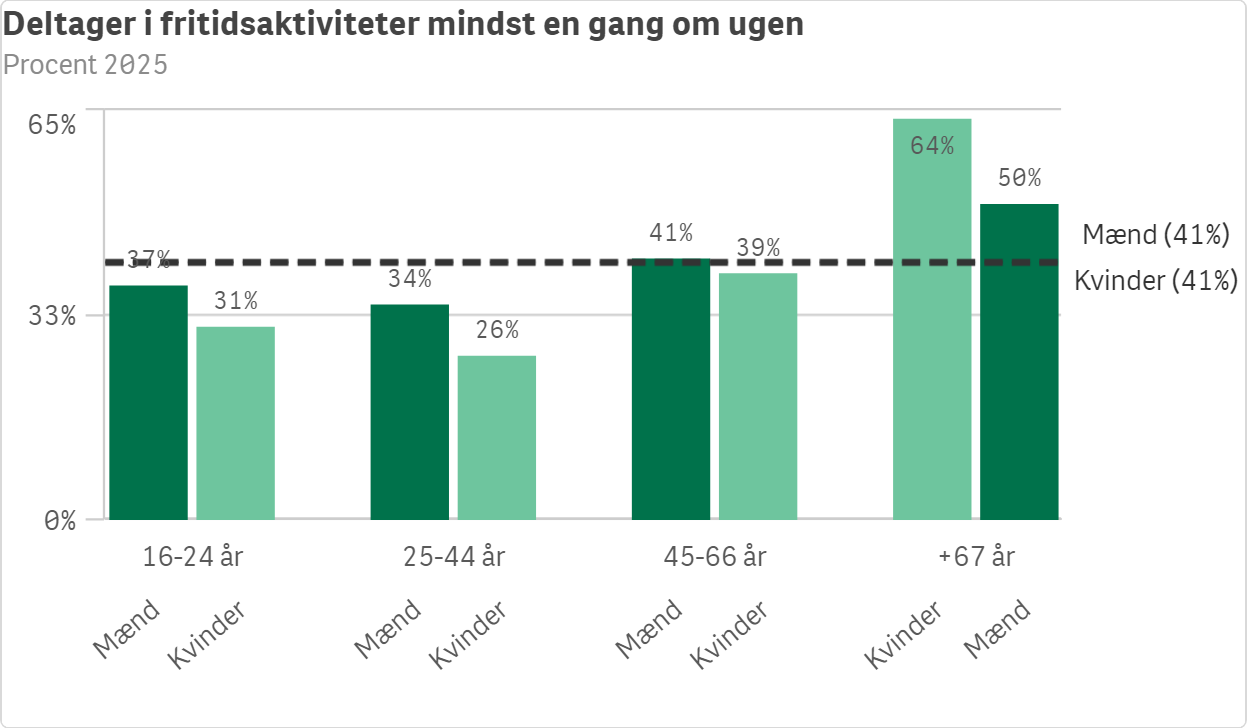 Deltager i fritidsaktiviteter mindst en gang om ugen
Procent 2025
65%
33%
0%
37%
31%
34%
26%
41%
39%
64%
50%
Mænd (41%)
Kvinder (41%)
16-24 år
25-44 år
45-66 år
+67 år
Mænd
Kvinder
Mænd
Kvinder
Mænd
Kvinder
Kvinder
Mænd